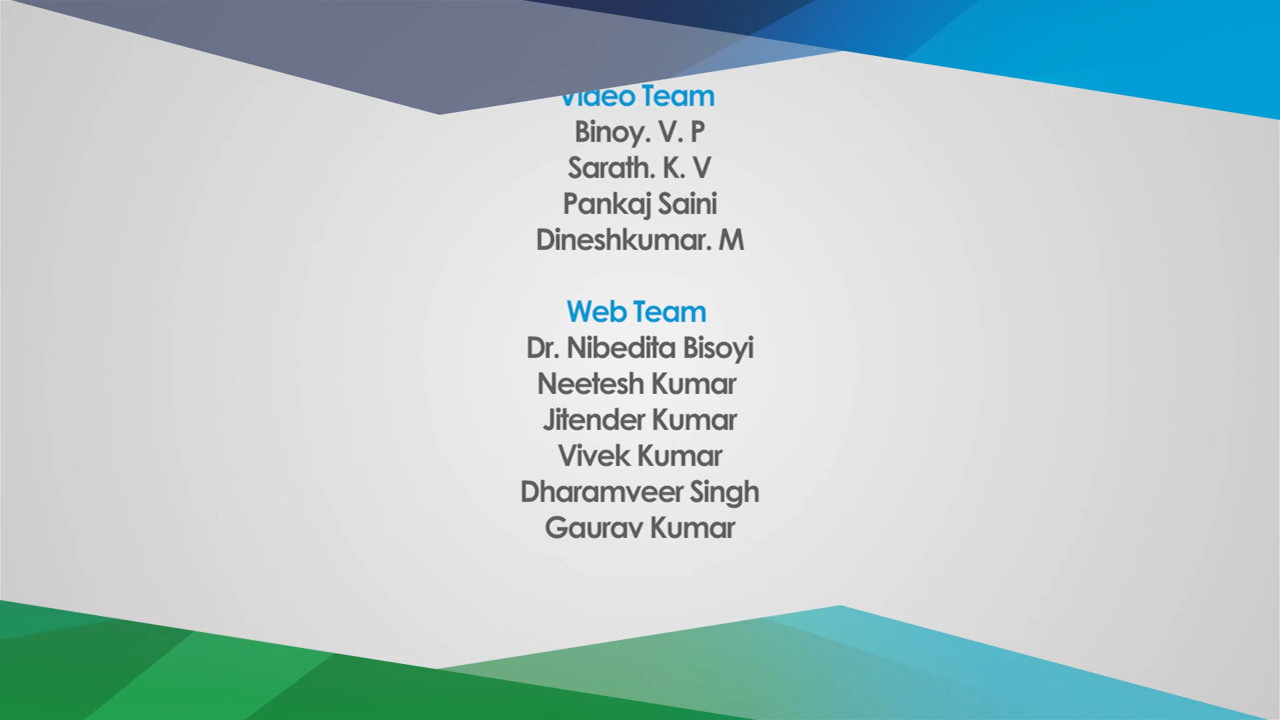 Video Team
Binoy. V. P
Sarath. K. V
Pankaj Saini
Dineshkumar. M
Web Team
Dr. Nibedita Bisoyi
Neetesh Kumar
Jitender Kumar
Vivek Kumar
Dharamveer Singh
Gaurav Kumar